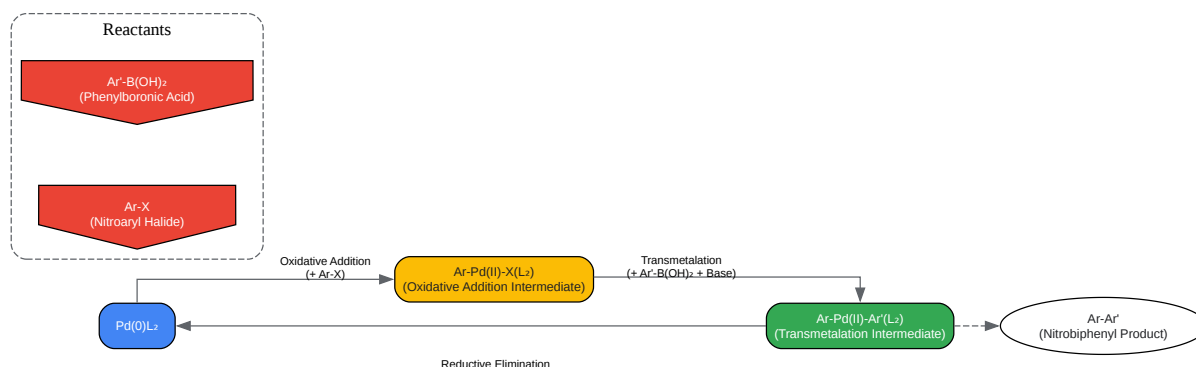 Reactants
Ar'-B(OH)₂
(Phenylboronic Acid)
Ar-X
(Nitroaryl Halide)
Oxidative Addition
(+ Ar-X)
Ar-Pd(II)-X(L₂)
(Oxidative Addition Intermediate)
Transmetalation
(+ Ar'-B(OH)₂ + Base)
Pd(0)L₂
Ar-Pd(II)-Ar'(L₂)
(Transmetalation Intermediate)
Ar-Ar'
(Nitrobiphenyl Product)
Reductive Elimination